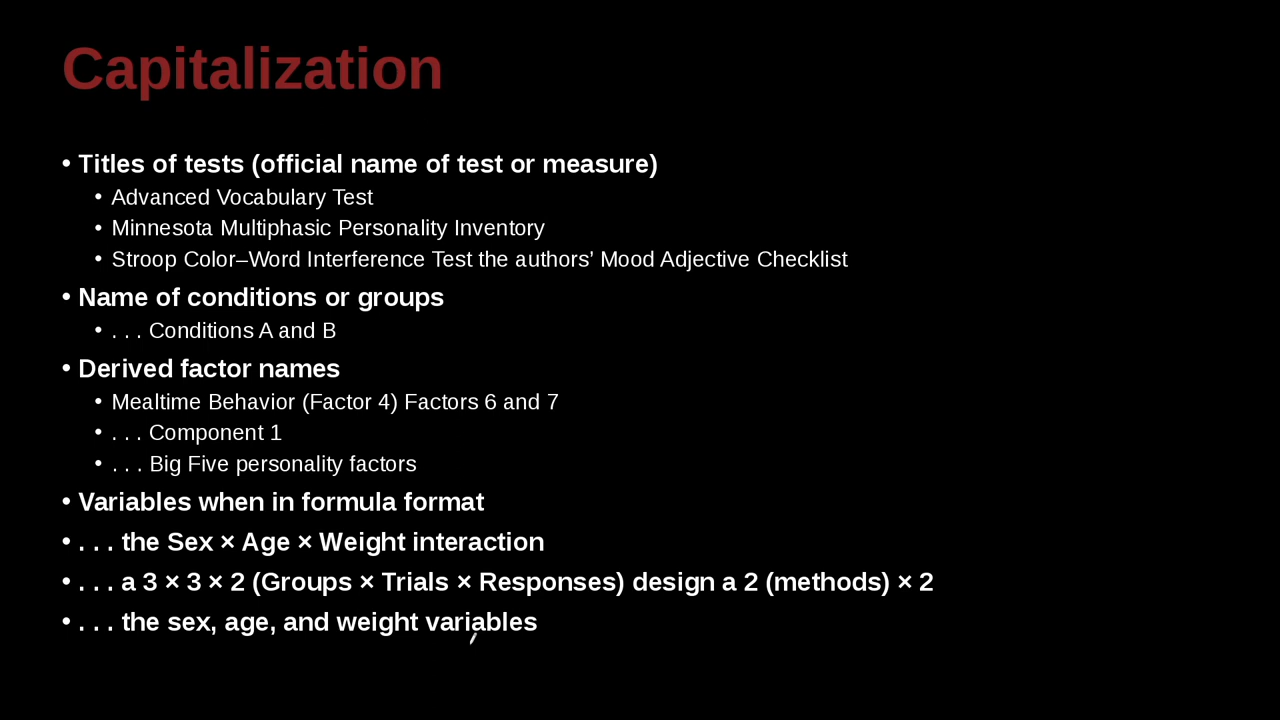 Capitalization
• Titles of tests (official name of test or measure)
• Advanced Vocabulary Test
• Minnesota Multiphasic Personality Inventory
• Stroop Color–Word Interference Test the authors’ Mood Adjective Checklist
• Name of conditions or groups
• . . . Conditions A and B
• Derived factor names
• Mealtime Behavior (Factor 4) Factors 6 and 7
• . . . Component 1
• . . . Big Five personality factors
• Variables when in formula format
• . . . the Sex × Age × Weight interaction
• . . . a 3 × 3 × 2 (Groups × Trials × Responses) design a 2 (methods) × 2
• . . . the sex, age, and weight variables